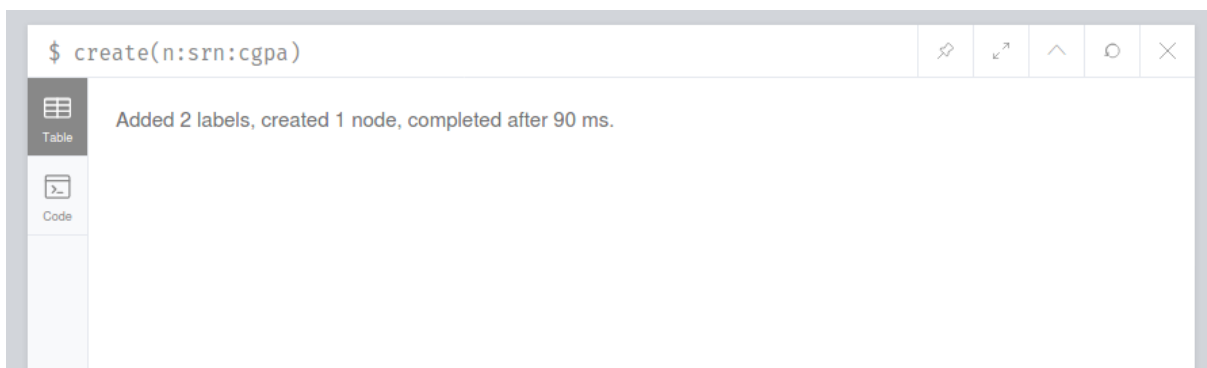 $ create(n:srn:cgpa)
Table
Added 2 labels, created 1 node, completed after 90 ms.
Code